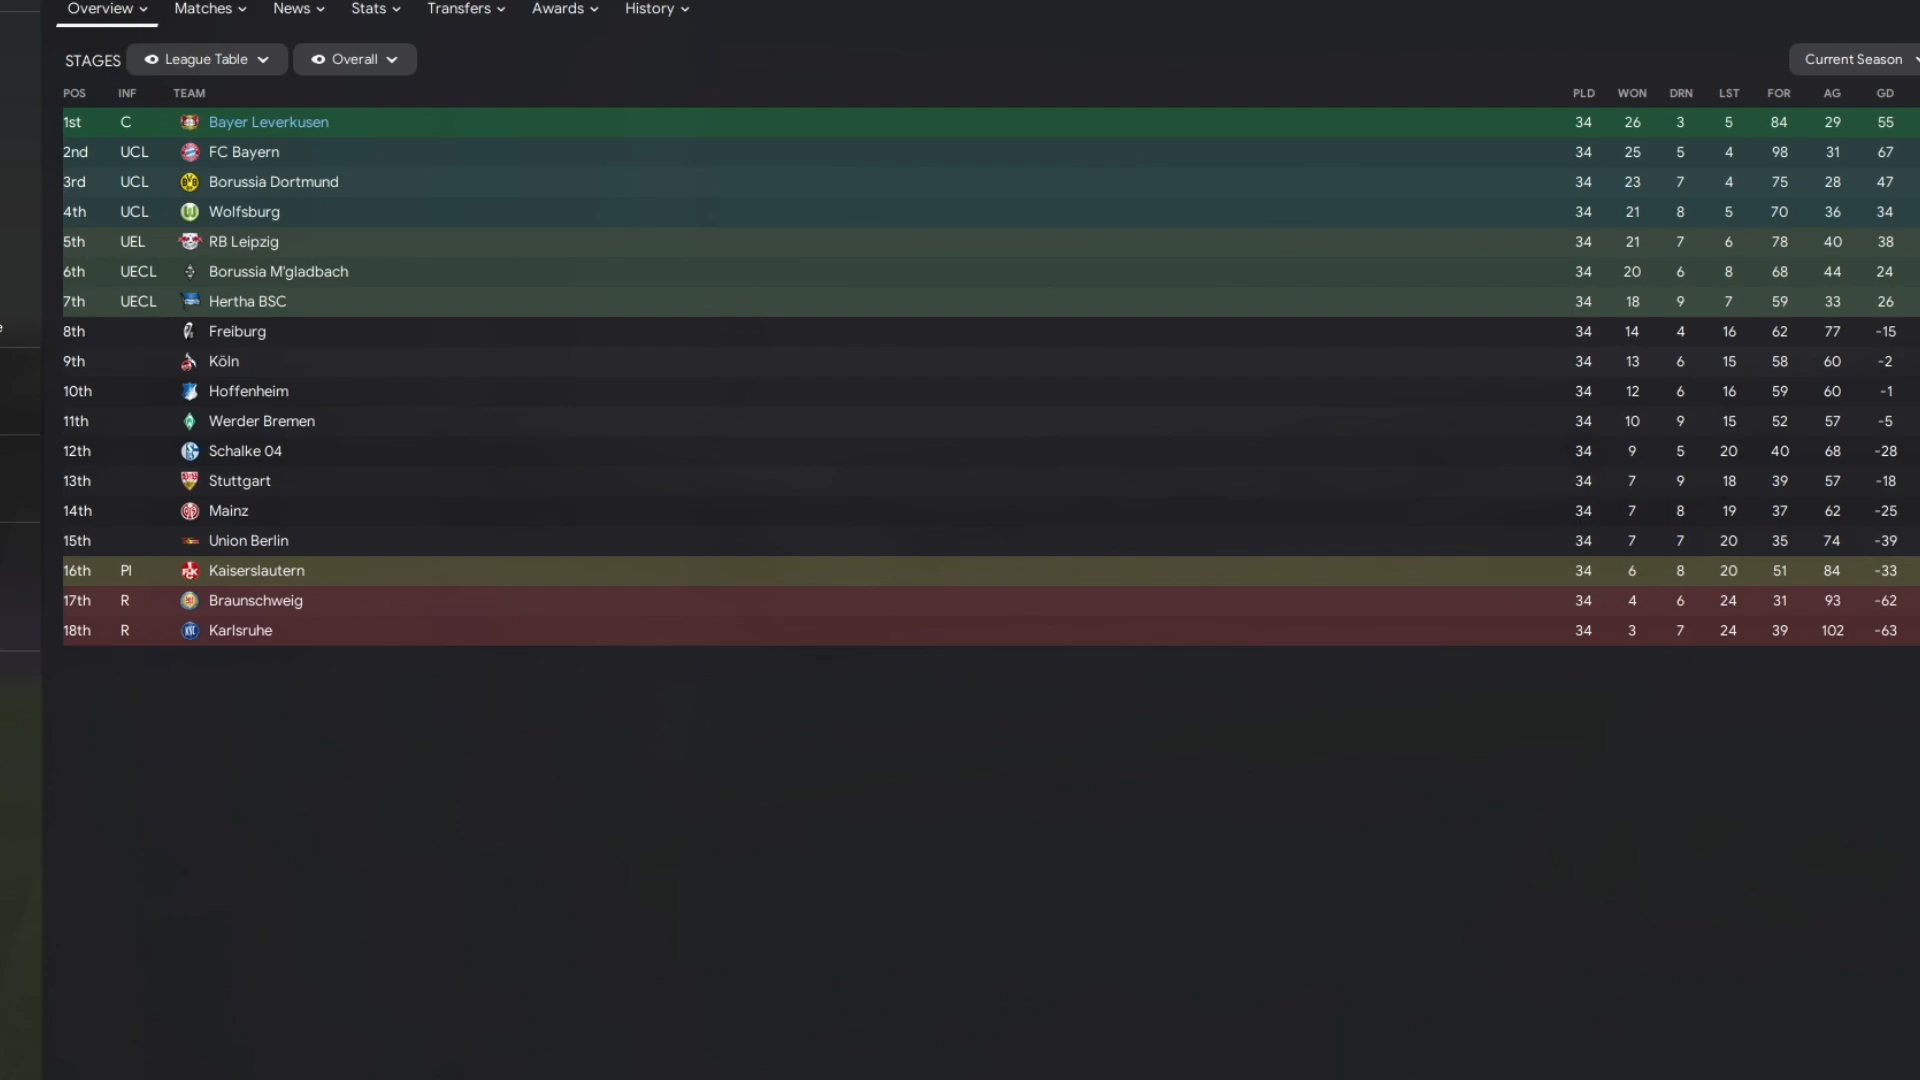 Overview Matches News Stats Transfers Awards History
STAGES League Table Overall Current Season
POS INF TEAM PLD WON DRN LST FOR AG GD
1st C Bayer Leverkusen 34 26 3 5 84 29 55
2nd UCL FC Bayern 34 25 5 4 98 31 67
3rd UCL Borussia Dortmund 34 23 7 4 75 28 47
4th UCL Wolfsburg 34 21 8 5 70 36 34
5th UEL RB Leipzig 34 21 7 6 78 40 38
6th UECL Borussia M'gladbach 34 20 6 8 68 44 24
7th UECL Hertha BSC 34 18 9 7 59 33 26
8th Freiburg 34 14 4 16 62 77 -15
9th Köln 34 13 6 15 58 60 -2
10th Hoffenheim 34 12 6 16 59 60 -1
11th Werder Bremen 34 10 9 15 52 57 -5
12th Schalke 04 34 9 5 20 40 68 -28
13th Stuttgart 34 7 9 18 39 57 -18
14th Mainz 34 7 8 19 37 62 -25
15th Union Berlin 34 7 7 20 35 74 -39
16th Pl Kaiserslautern 34 6 8 20 51 84 -33
17th R Braunschweig 34 4 6 24 31 93 -62
18th R Karlsruhe 34 3 7 24 39 102 -63